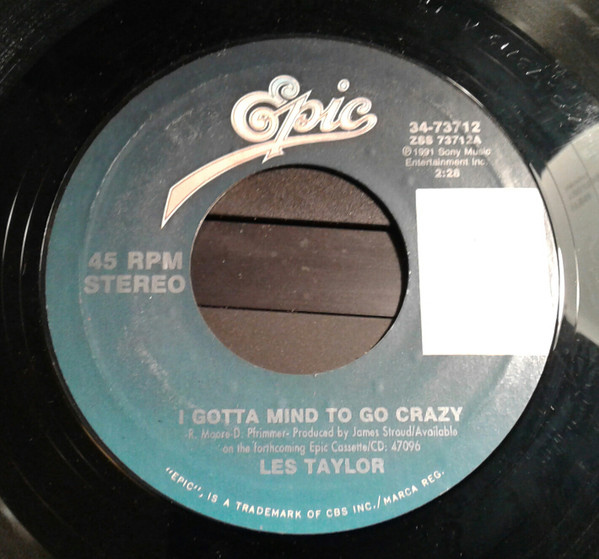 Epic
34-73712
ZSS 73712A
℗ 1991 Sony Music
Entertainment Inc.
2:28
45 RPM
STEREO
I GOTTA MIND TO GO CRAZY
-R. Moore-D. Pfrimmer- Produced by James Stroud/Available
on the forthcoming Epic Cassette/CD: 47096
LES TAYLOR
"EPIC", IS A TRADEMARK OF CBS INC./MARCA REG.